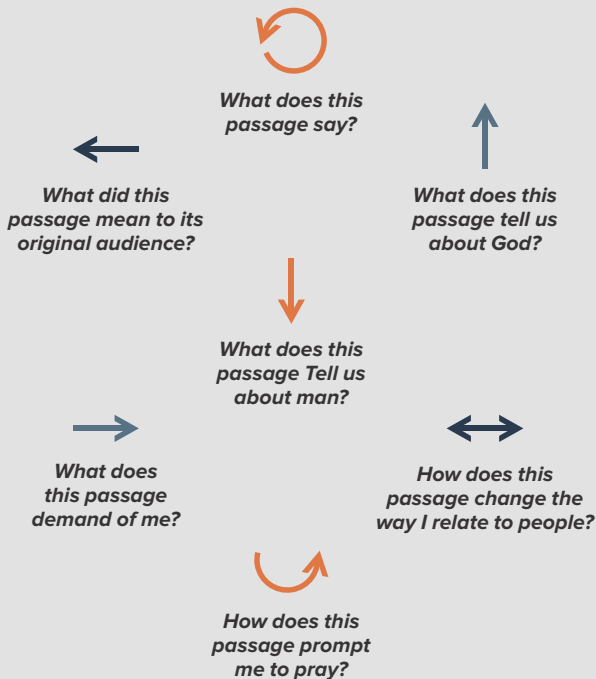 What does this
passage say?
What did this
passage mean to its
original audience?
What does this
passage tell us
about God?
What does this
passage Tell us
about man?
What does
this passage
demand of me?
How does this
passage change the
way I relate to people?
How does this
passage prompt
me to pray?